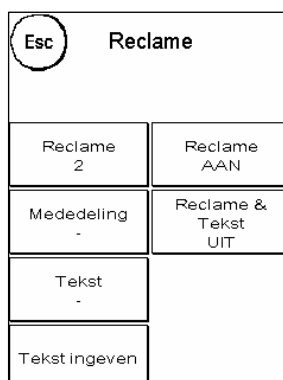 Esc
Reclame
Reclame
2
Reclame
AAN
Mededeling
-
Reclame &
Tekst
UIT
Tekst
-
Tekst ingeven